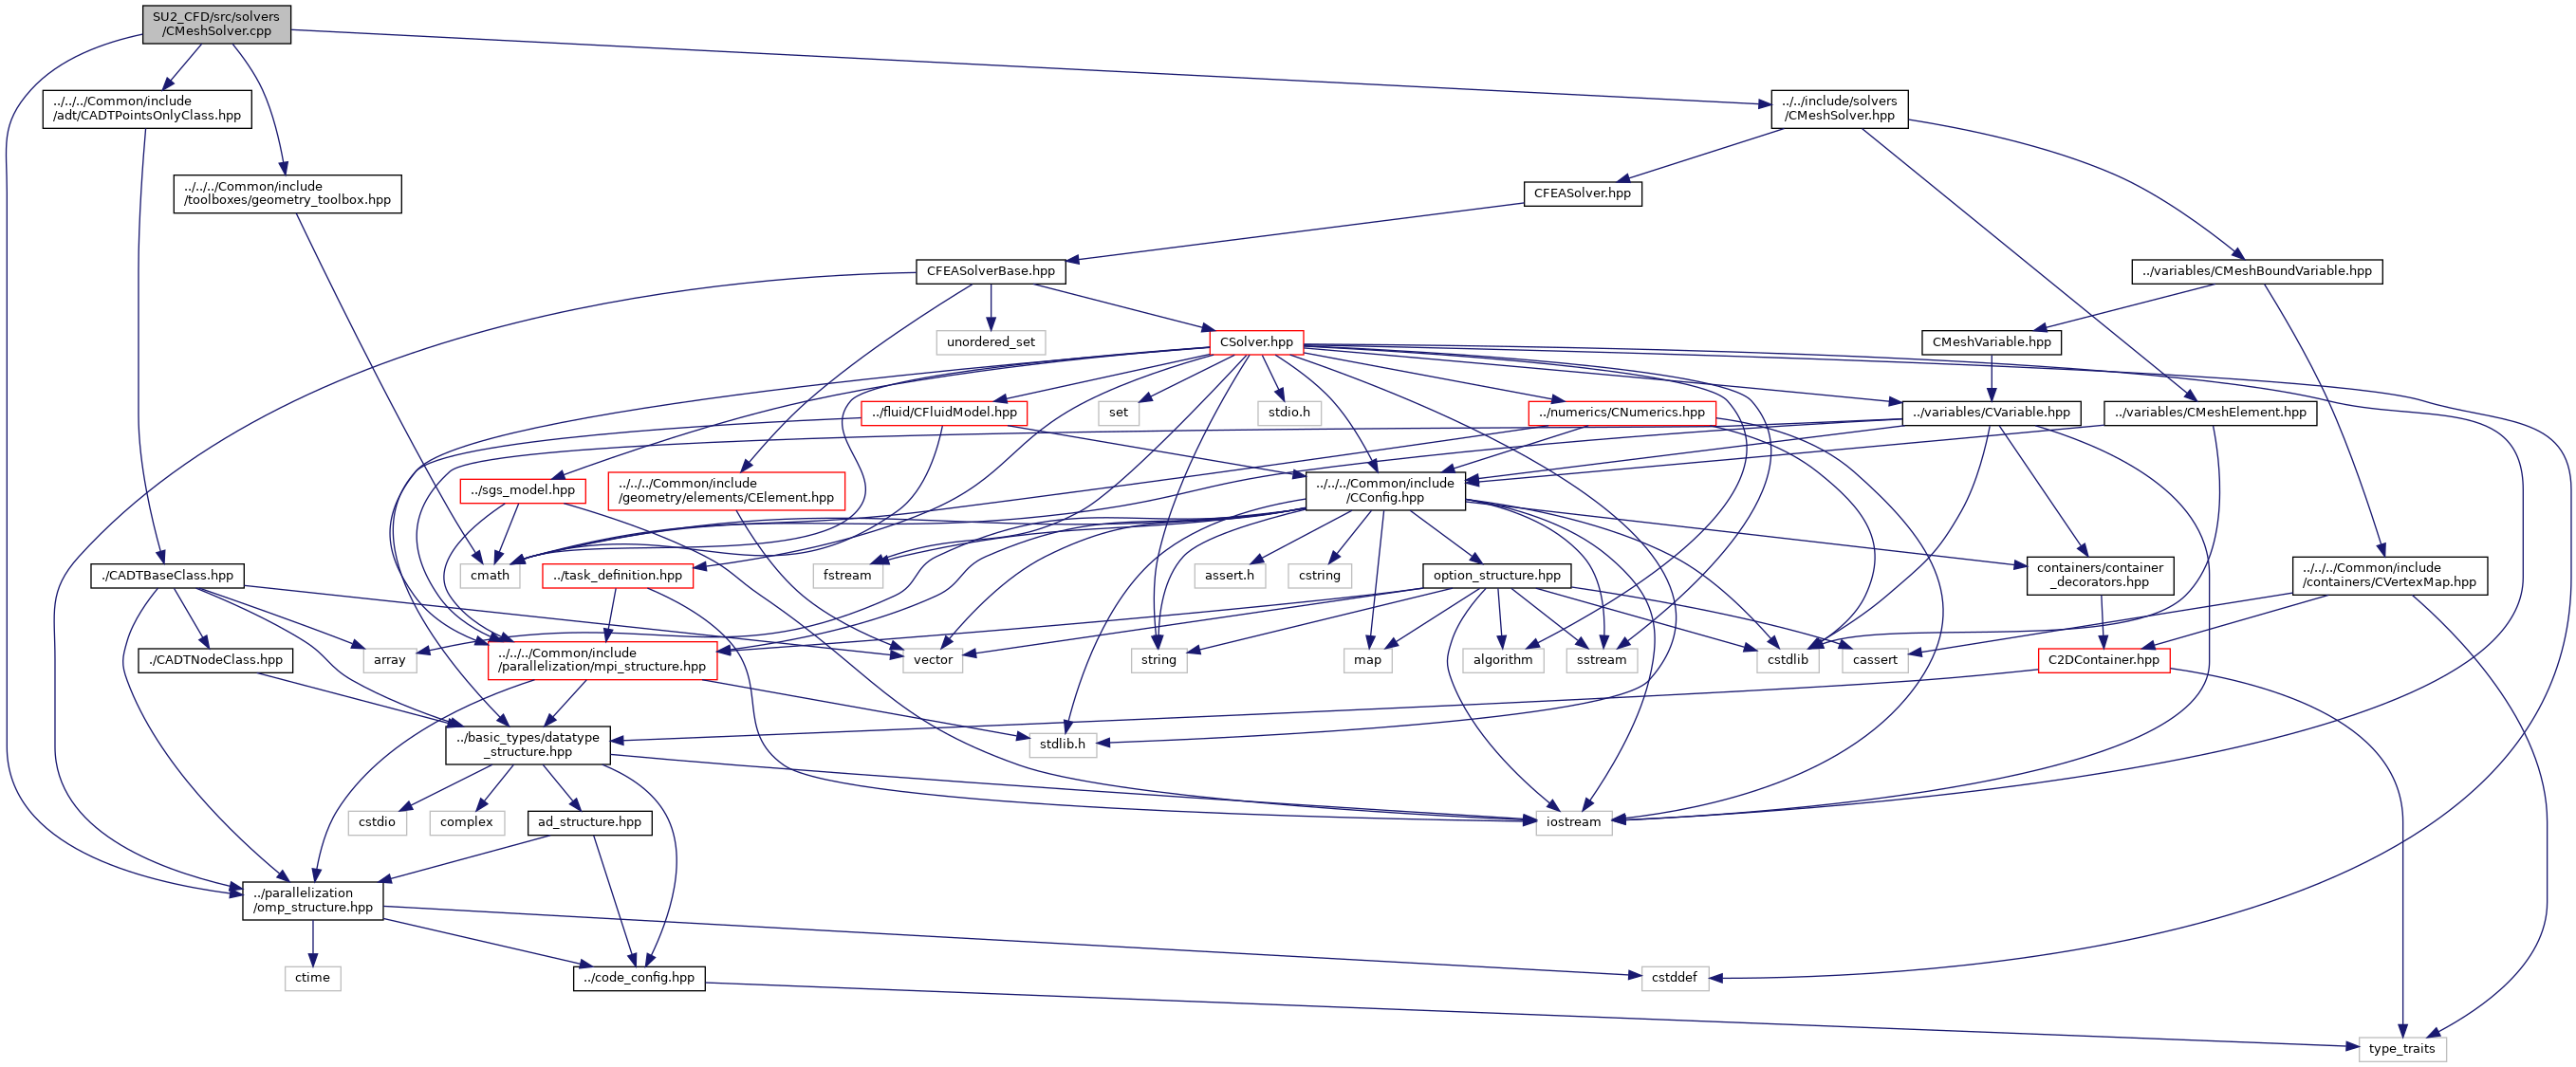 SU2_CFD/src/solvers
/CMeshSolver.cpp
../../../Common/include
/adt/CADTPointsOnlyClass.hpp
../../include/solvers
/CMeshSolver.hpp
../../../Common/include
/toolboxes/geometry_toolbox.hpp
CFEASolver.hpp
CFEASolverBase.hpp
../variables/CMeshBoundVariable.hpp
unordered_set
CSolver.hpp
CMeshVariable.hpp
../fluid/CFluidModel.hpp
set
stdio.h
../numerics/CNumerics.hpp
../variables/CVariable.hpp
../variables/CMeshElement.hpp
../sgs_model.hpp
../../../Common/include
/geometry/elements/CElement.hpp
../../../Common/include
/CConfig.hpp
./CADTBaseClass.hpp
cmath
../task_definition.hpp
fstream
assert.h
cstring
option_structure.hpp
containers/container
_decorators.hpp
../../../Common/include
/containers/CVertexMap.hpp
./CADTNodeClass.hpp
array
../../../Common/include
/parallelization/mpi_structure.hpp
vector
string
map
algorithm
sstream
cstdlib
cassert
C2DContainer.hpp
../basic_types/datatype
_structure.hpp
stdlib.h
cstdio
complex
ad_structure.hpp
iostream
../parallelization
/omp_structure.hpp
ctime
../code_config.hpp
cstddef
type_traits